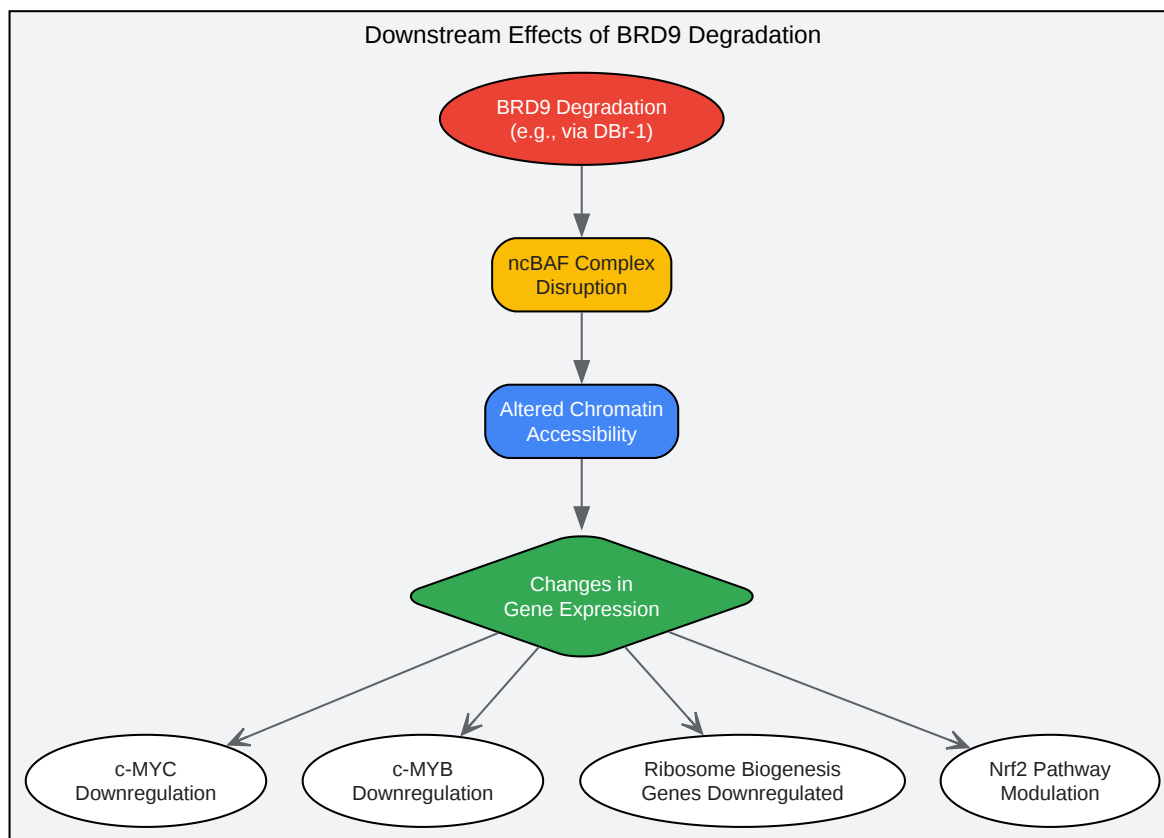 Downstream Effects of BRD9 Degradation
BRD9 Degradation
(e.g., via DBr-1)
ncBAF Complex
Disruption
Altered Chromatin
Accessibility
Changes in
Gene Expression
c-MYC
Downregulation
c-MYB
Downregulation
Ribosome Biogenesis
Genes Downregulated
Nrf2 Pathway
Modulation